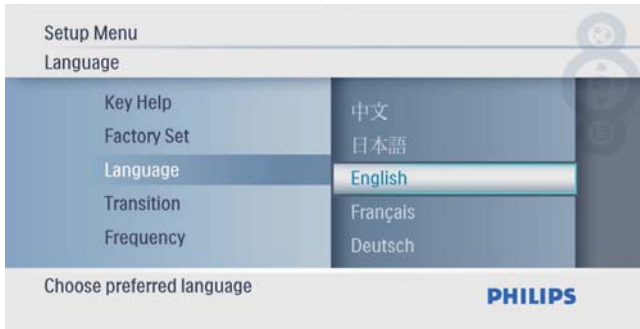 Setup Menu
Language
Key Help
Factory Set
Language
Transition
Frequency
中文
日本語
English
Français
Deutsch
Choose preferred language
PHILIPS